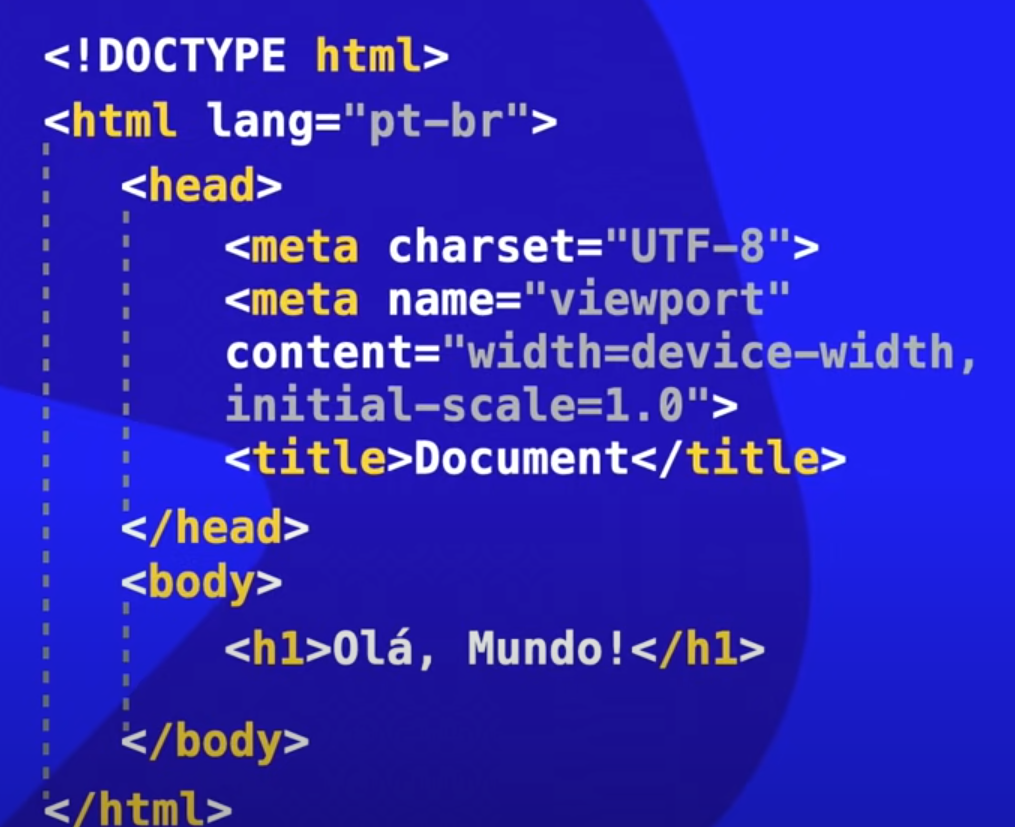 <!DOCTYPE html>
<html lang="pt-br">
<head>
<meta charset="UTF-8">
<meta name="viewport"
content="width=device-width,
initial-scale=1.0">
<title>Document</title>
</head>
<body>
<h1>Olá, Mundo!</h1>
</body>
</html>